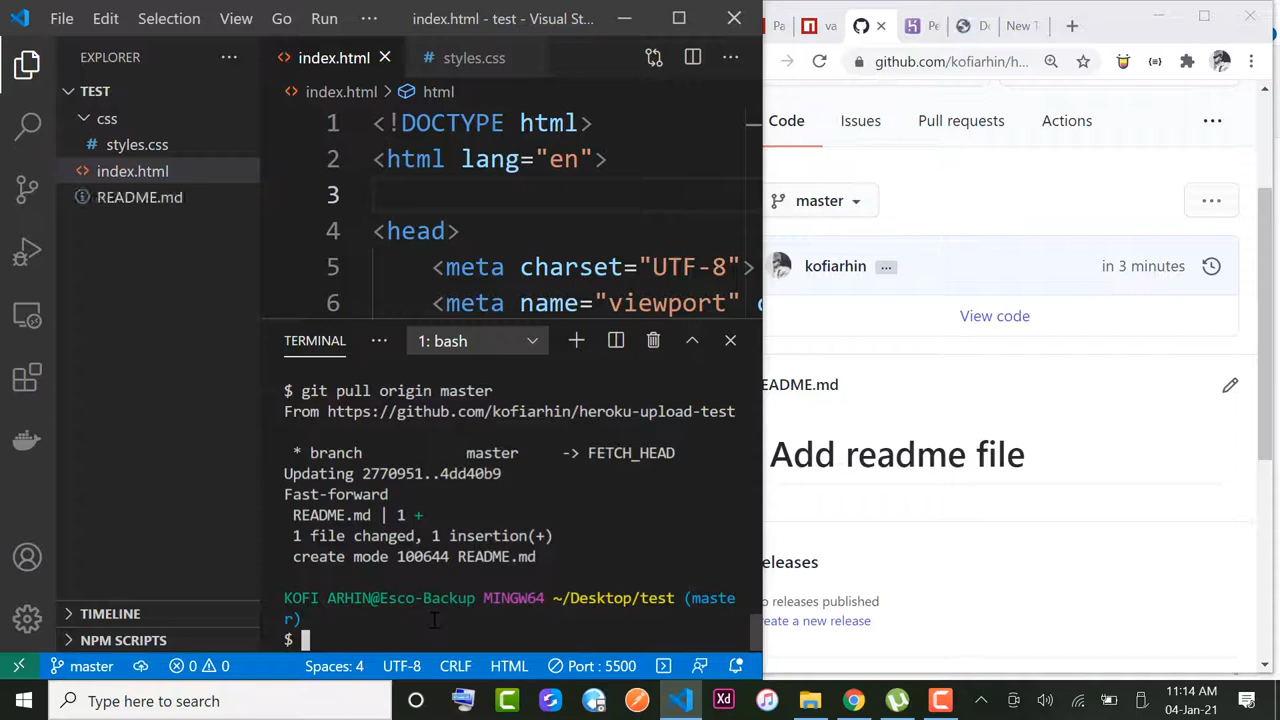 File Edit Selection View Go Run ··· index.html - test - Visual St...
EXPLORER ···
TEST
css
# styles.css
<> index.html
README.md
TIMELINE
NPM SCRIPTS
<> index.html
# styles.css
<> index.html > html
1 <!DOCTYPE html>
2 <html lang="en">
3
4 <head>
5 <meta charset="UTF-8">
6 <meta name="viewport"
TERMINAL ··· 1: bash
$ git pull origin master
From https://github.com/kofiarhin/heroku-upload-test
* branch master -> FETCH_HEAD
Updating 2770951..4dd40b9
Fast-forward
README.md | 1 +
1 file changed, 1 insertion(+)
create mode 100644 README.md
KOFI ARHIN@Esco-Backup MINGW64 ~/Desktop/test (maste
r)
$
master 0 0 Spaces: 4 UTF-8 CRLF HTML Port : 5500
Pa va Pe Do New T
github.com/kofiarhin/h...
Code Issues Pull requests Actions ···
master ···
kofiarhin ... in 3 minutes
View code
EADME.md
Add readme file
eleases
o releases published
reate a new release
Type here to search
Xd
11:14 AM
04-Jan-21